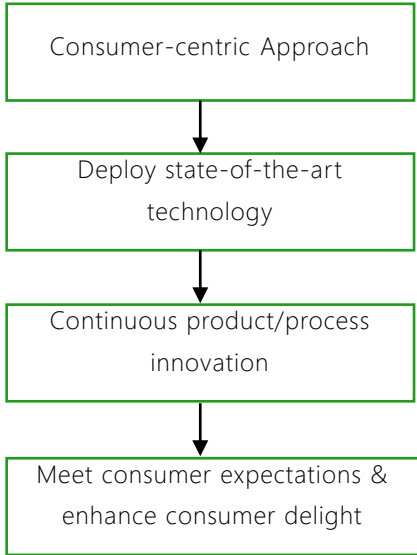 Consumer-centric Approach
Deploy state-of-the-art
technology
Continuous product/process
innovation
Meet consumer expectations &
enhance consumer delight